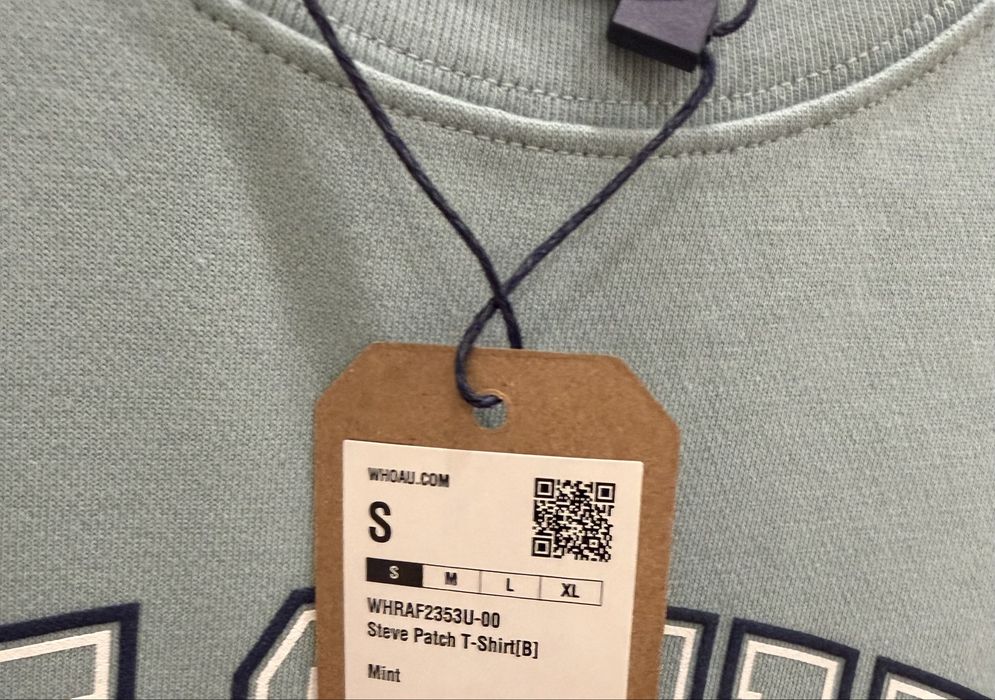 WHOAU.COM
S
S M L XL
WHRAF2353U-00
Steve Patch T-Shirt[B]
Mint